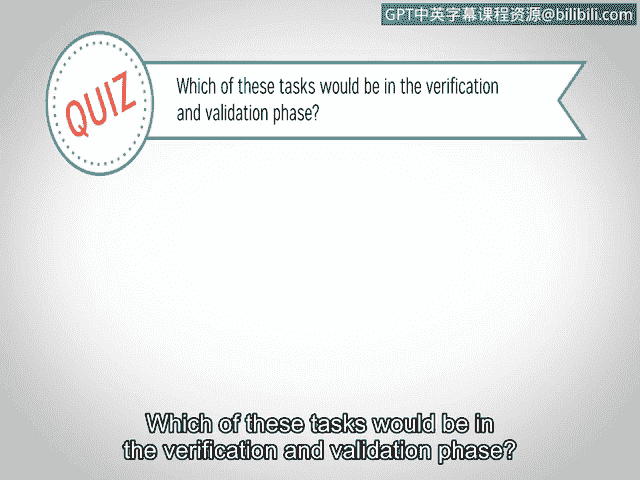 GPT中英字幕课程资源@bilibili.com
QUIZ
Which of these tasks would be in the verification
and validation phase?
Which of these tasks would be in
the verification and validation phase?